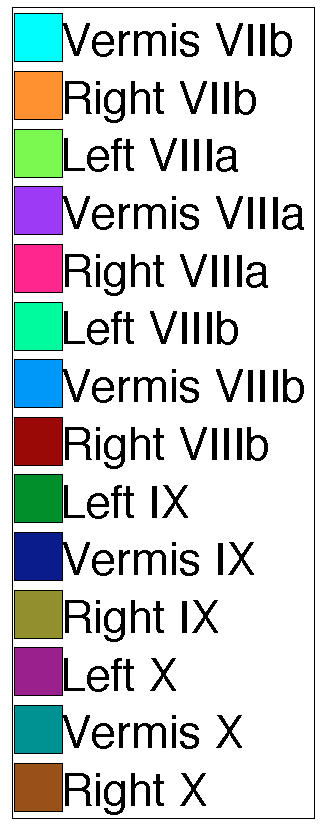 Vermis VIIb
Right VIIb
Left VIIIa
Vermis VIIIa
Right VIIIa
Left VIIIb
Vermis VIIIb
Right VIIIb
Left IX
Vermis IX
Right IX
Left X
Vermis X
Right X